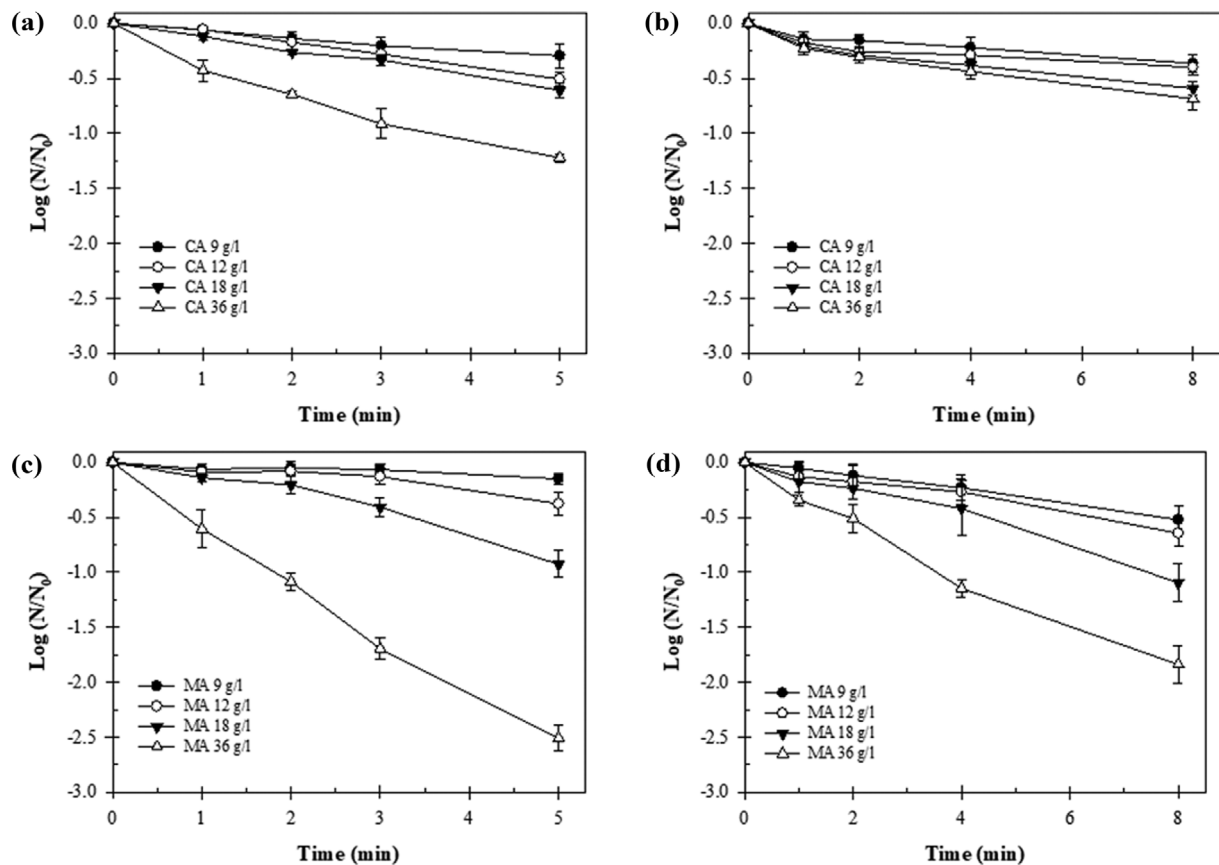 (a)
0.0
-0.5
-1.0
-1.5
-2.0
-2.5
-3.0
Log (N/N0)
CA 9 g/l
CA 12 g/l
CA 18 g/l
CA 36 g/l
0 1 2 3 4 5
Time (min)
(b)
0.0
-0.5
-1.0
-1.5
-2.0
-2.5
-3.0
Log (N/N0)
CA 9 g/l
CA 12 g/l
CA 18 g/l
CA 36 g/l
0 2 4 6 8
Time (min)
(c)
0.0
-0.5
-1.0
-1.5
-2.0
-2.5
-3.0
Log (N/N0)
MA 9 g/l
MA 12 g/l
MA 18 g/l
MA 36 g/l
0 1 2 3 4 5
Time (min)
(d)
0.0
-0.5
-1.0
-1.5
-2.0
-2.5
-3.0
Log (N/N0)
MA 9 g/l
MA 12 g/l
MA 18 g/l
MA 36 g/l
0 2 4 6 8
Time (min)